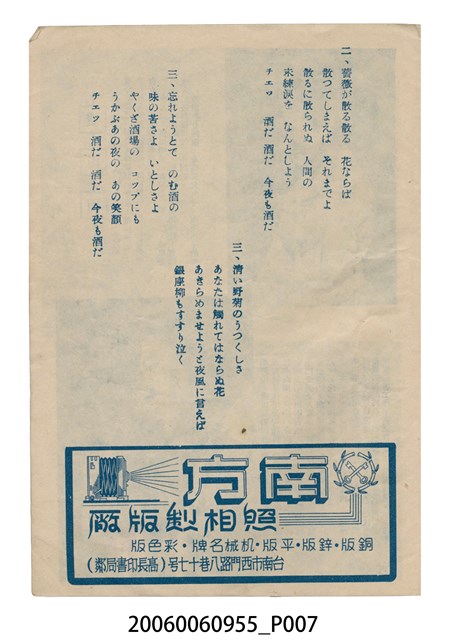 二、薔薇が散る散る　花ならば
散つてしまえば　それまでよ
散るに散られぬ　人間の
未練涙を　なんとしよう
チエッ　酒だ 酒だ　今夜も酒だ
三、忘れようとて　のむ酒の
味の苦さよ　いとしさよ
やくざ酒場の　コップにも
うかぶあの夜の　あの笑顔
チエッ　酒だ　酒だ　今夜も酒だ
三、清い野菊のうつくしさ
あなたは觸れてはならぬ花
あきらめませようと夜風に言えば
銀座柳もすすり泣く
南方
照相製版廠
銅版·鋅版·平版·机械名牌·彩色版
台南市西門路八巷十七号(髙長印書局鄰)
20060060955_P007